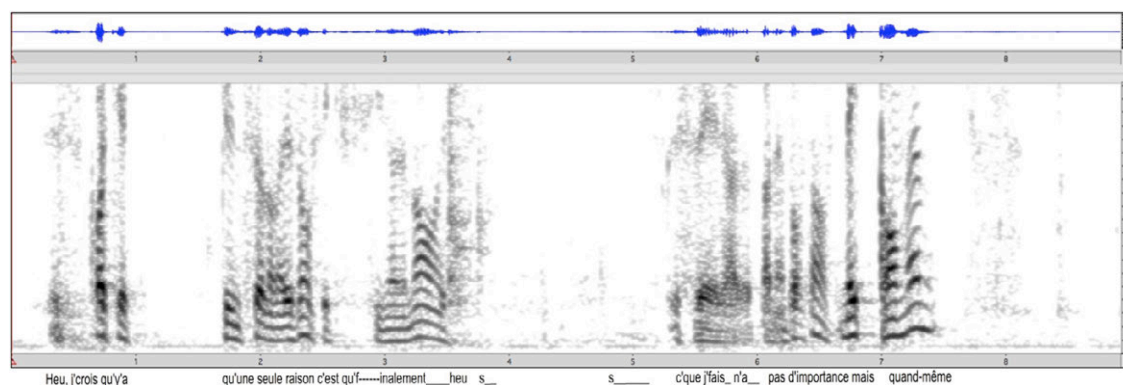 1 2 3 4 5 6 7 8
1 2 3 4 5 6 7 8
Heu, j'crois qu'y'a qu'une seule raison c'est qu'f------inalement____heu s__ s______ c'que j'fais_ n'a__ pas d'importance mais quand-même